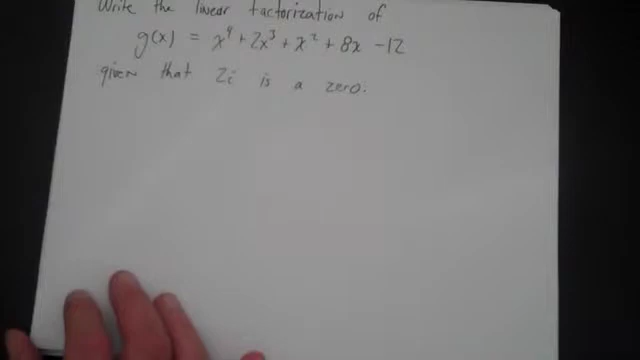 Write the linear factorization of
g(x) = x⁴ + 2x³ + x² + 8x - 12
given that 2i is a zero.